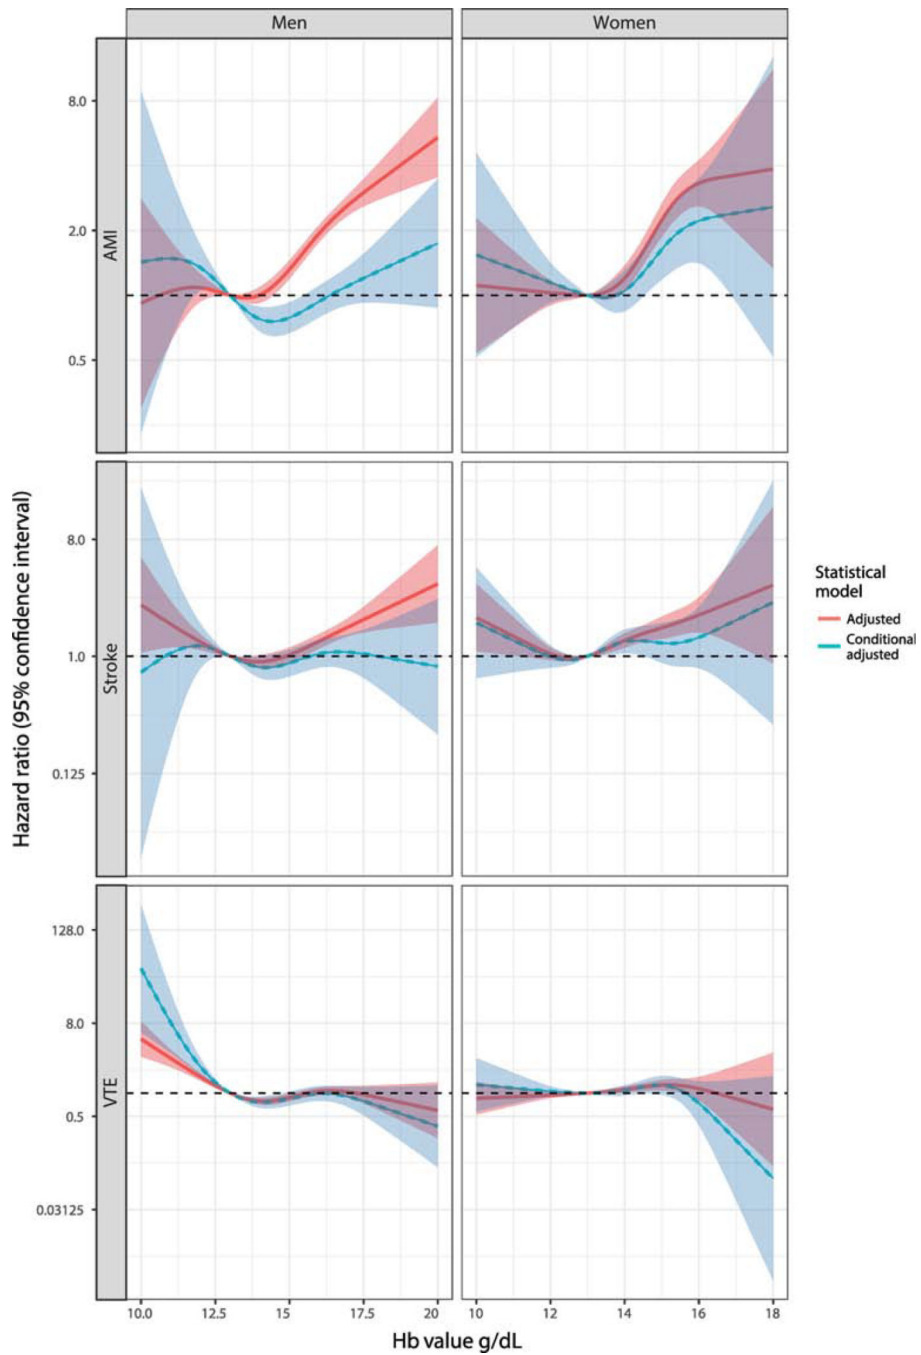 Men
Women
AMI
8.0
2.0
0.5
Stroke
8.0
1.0
0.125
VTE
128.0
8.0
0.5
0.03125
Hazard ratio (95% confidence interval)
10.0 12.5 15 17.5 20
10 12 14 16 18
Hb value g/dL
Statistical
model
Adjusted
Conditional
adjusted